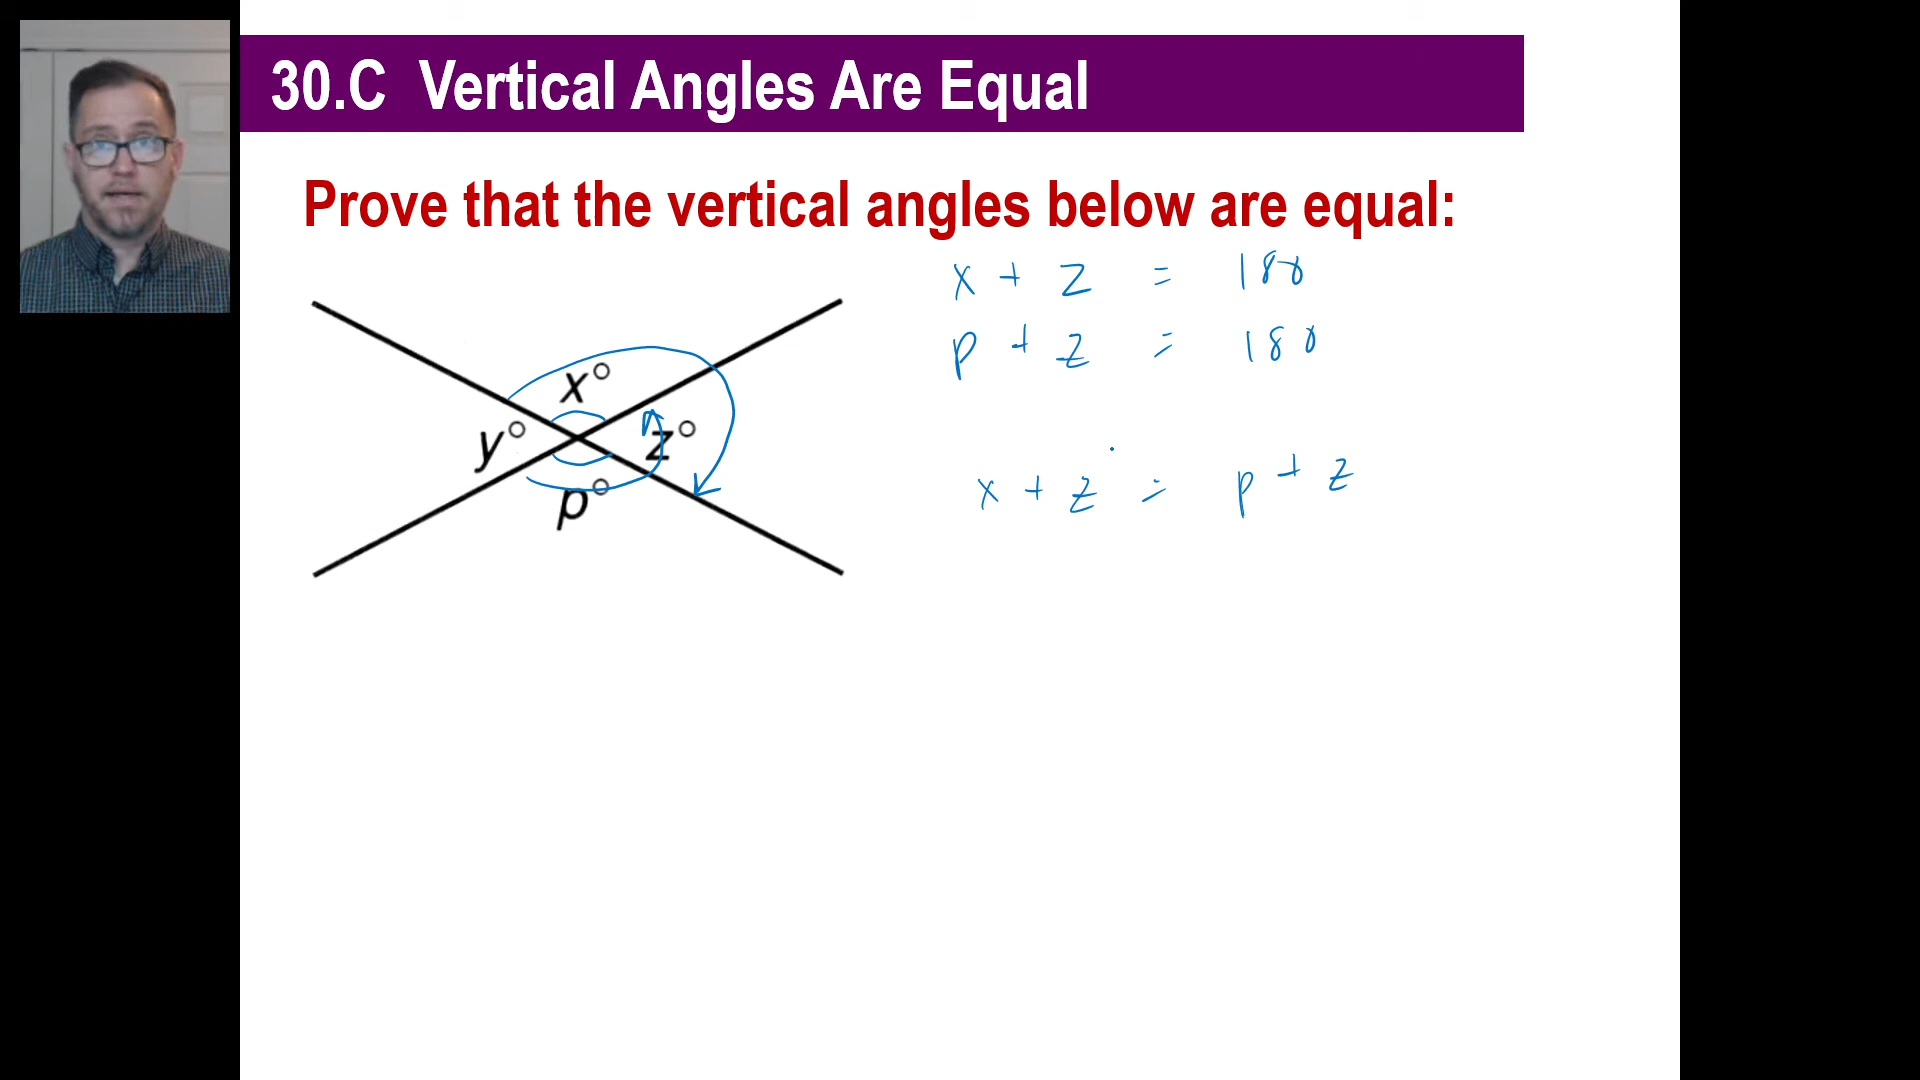 30.C Vertical Angles Are Equal
Prove that the vertical angles below are equal:
x + z = 180
p + z = 180
x°
y°
z°
p°
x + z = p + z